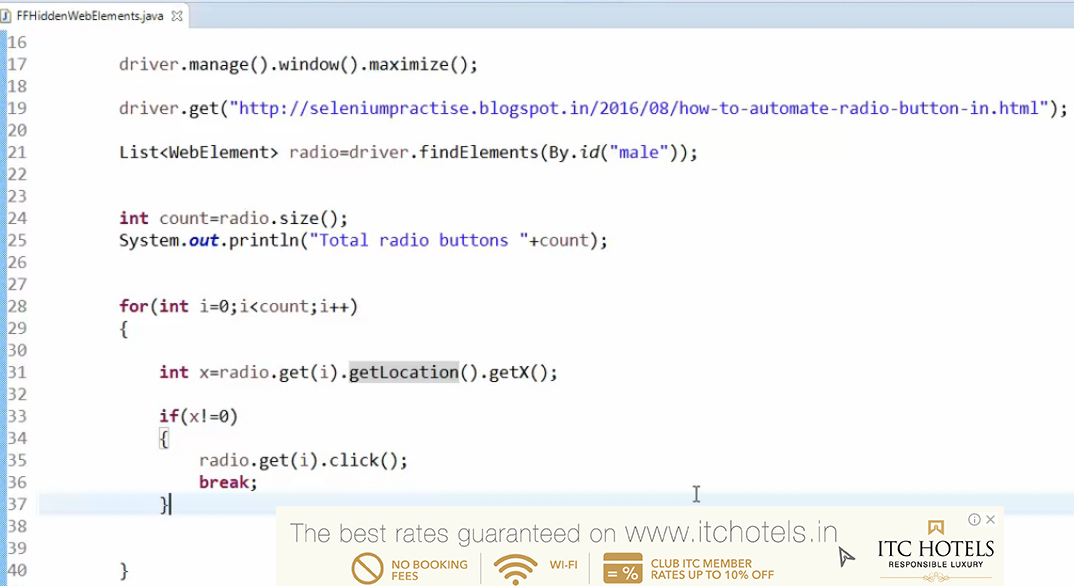 FFHiddenWebElements.java
16
17 driver.manage().window().maximize();
18
19 driver.get("http://seleniumpractise.blogspot.in/2016/08/how-to-automate-radio-button-in.html");
20
21 List<WebElement> radio=driver.findElements(By.id("male"));
22
23
24 int count=radio.size();
25 System.out.println("Total radio buttons "+count);
26
27
28 for(int i=0;i<count;i++)
29 {
30
31 int x=radio.get(i).getLocation().getX();
32
33 if(x!=0)
34 {
35 radio.get(i).click();
36 break;
37 }
38
39
40 }
The best rates guaranteed on www.itchotels.in
NO BOOKING
FEES
WI-FI
= %
CLUB ITC MEMBER
RATES UP TO 10% OFF
ITC HOTELS
RESPONSIBLE LUXURY